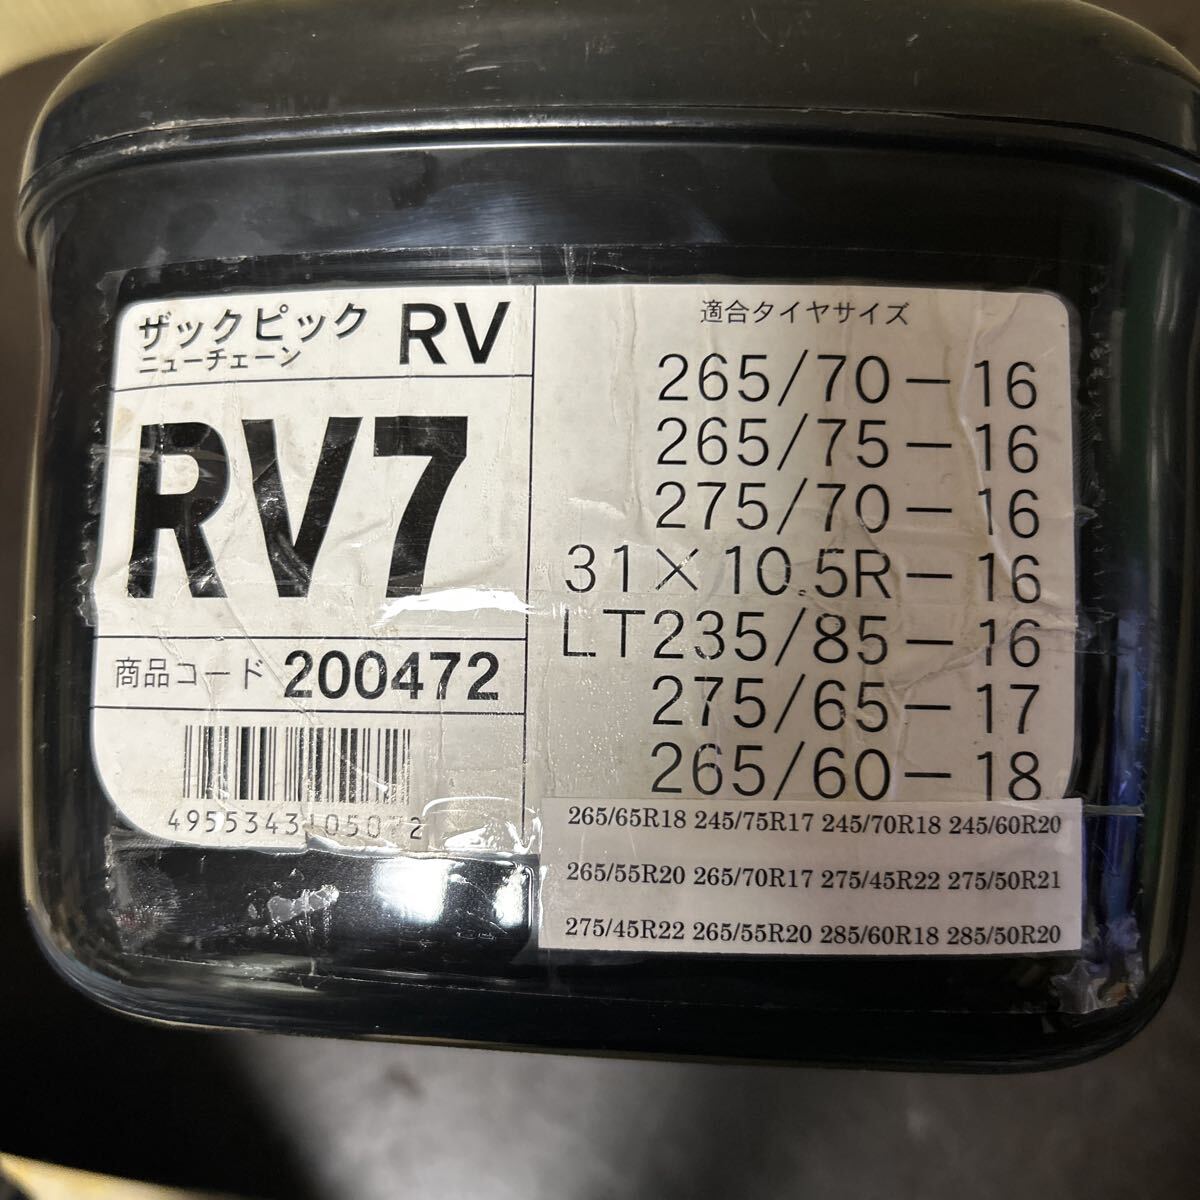 ザックピック
ニューチェーン
RV
RV7
商品コード 200472
4955343105072
適合タイヤサイズ
265/70-16
265/75-16
275/70-16
31×10.5R-16
LT235/85-16
275/65-17
265/60-18
265/65R18 245/75R17 245/70R18 245/60R20
265/55R20 265/70R17 275/45R22 275/50R21
275/45R22 265/55R20 285/60R18 285/50R20